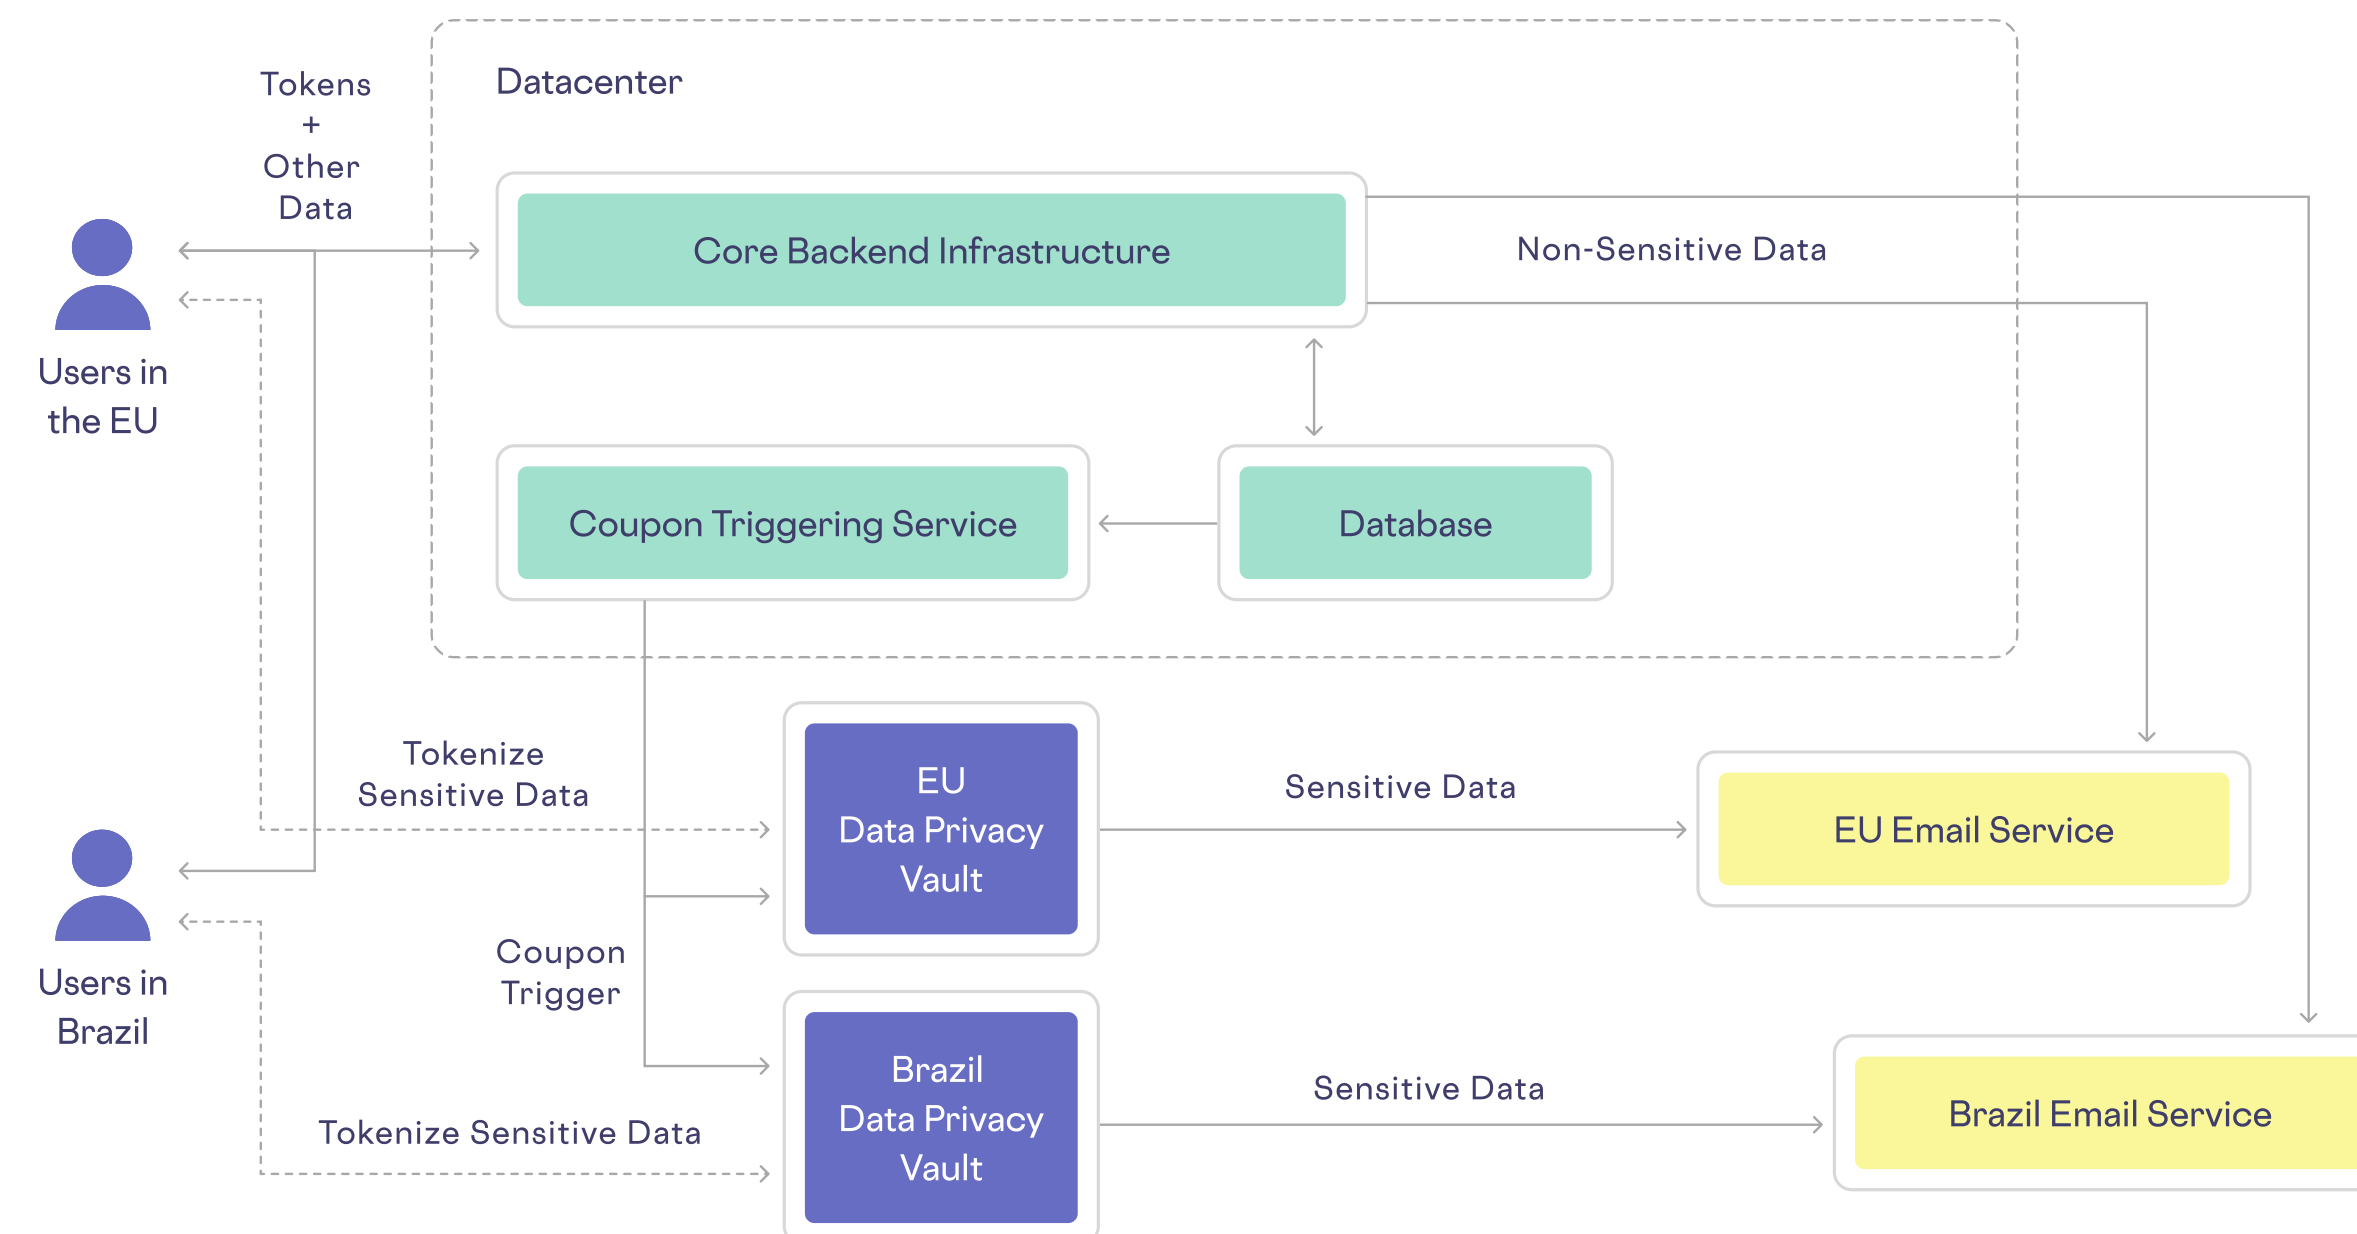 Tokens
+
Other
Data
Datacenter
Core Backend Infrastructure
Non-Sensitive Data
Users in
the EU
Coupon Triggering Service
Database
Tokenize
Sensitive Data
EU
Data Privacy
Vault
Sensitive Data
EU Email Service
Users in
Brazil
Coupon
Trigger
Tokenize Sensitive Data
Brazil
Data Privacy
Vault
Sensitive Data
Brazil Email Service